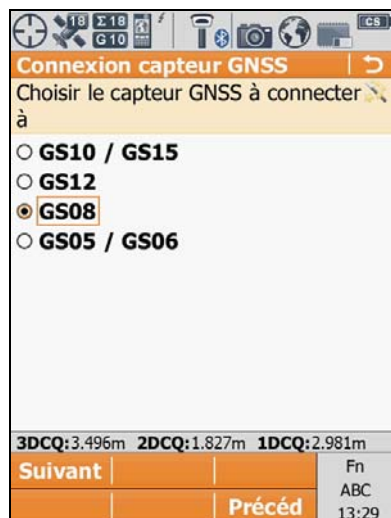 18 Σ18 CS
G10
Connexion capteur GNSS
Choisir le capteur GNSS à connecter
à
GS10 / GS15
GS12
GS08
GS05 / GS06
3DCQ:3.496m 2DCQ:1.827m 1DCQ:2.981m
Suivant Fn
ABC
Précéd 13:29